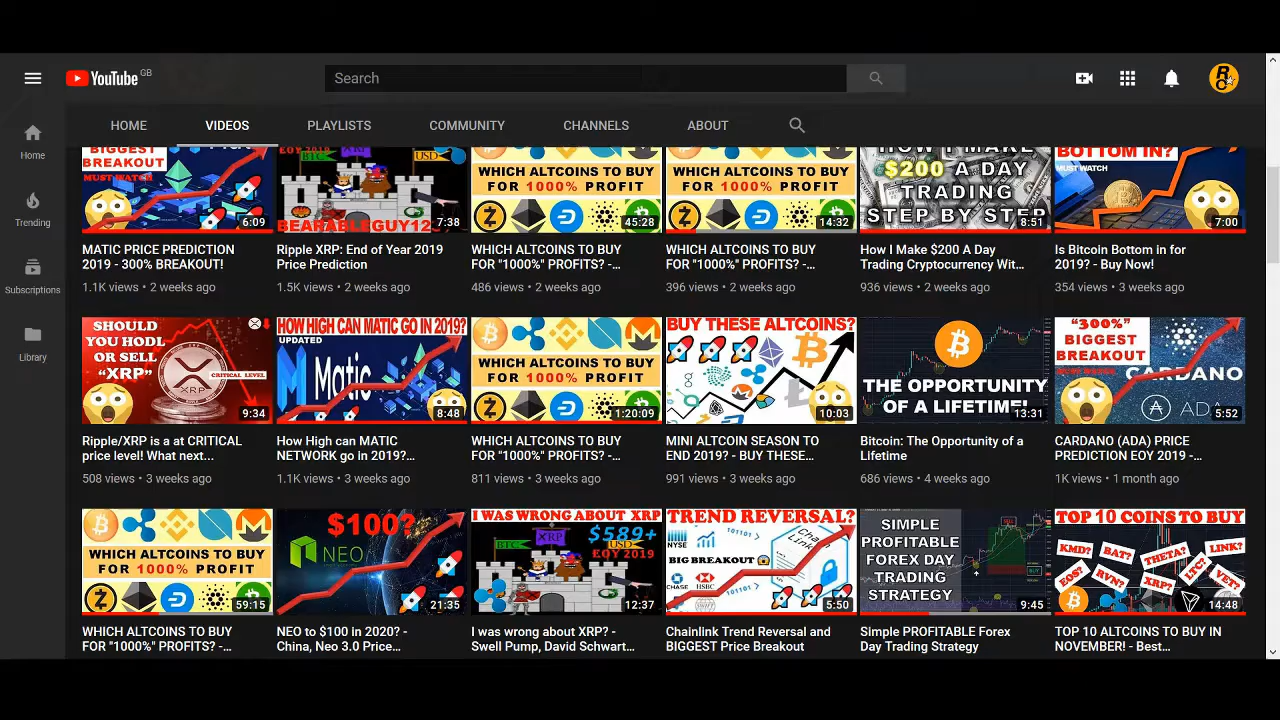 YouTube GB
Search
HOME VIDEOS PLAYLISTS COMMUNITY CHANNELS ABOUT
Home
Trending
Subscriptions
Library
BIGGEST
BREAKOUT
MUST WATCH
6:09
MATIC PRICE PREDICTION
2019 - 300% BREAKOUT!
1.1K views • 2 weeks ago
EOY 2019
BTC
XRP
USD
BEARABLEGUY12
7:38
Ripple XRP: End of Year 2019
Price Prediction
1.5K views • 2 weeks ago
WHICH ALTCOINS TO BUY
FOR 1000% PROFIT
45:28
WHICH ALTCOINS TO BUY
FOR "1000%" PROFITS? -...
486 views • 2 weeks ago
WHICH ALTCOINS TO BUY
FOR 1000% PROFIT
14:32
WHICH ALTCOINS TO BUY
FOR "1000%" PROFITS? -...
396 views • 2 weeks ago
HOW I MAKE
$200 A DAY
TRADING
STEP BY STEP
8:51
How I Make $200 A Day
Trading Cryptocurrency Wit...
936 views • 2 weeks ago
BOTTOM IN?
MUST WATCH
7:00
Is Bitcoin Bottom in for
2019? - Buy Now!
354 views • 3 weeks ago
SHOULD
YOU HODL
OR SELL
"XRP"
CRITICAL LEVEL
9:34
Ripple/XRP is a at CRITICAL
price level! What next...
508 views • 3 weeks ago
HOW HIGH CAN MATIC GO IN 2019?
UPDATED
Matic
8:48
How High can MATIC
NETWORK go in 2019?...
1.1K views • 3 weeks ago
WHICH ALTCOINS TO BUY
FOR 1000% PROFIT
1:20:09
WHICH ALTCOINS TO BUY
FOR "1000%" PROFITS? -...
811 views • 3 weeks ago
BUY THESE ALTCOINS?
10:03
MINI ALTCOIN SEASON TO
END 2019? - BUY THESE...
991 views • 3 weeks ago
THE OPPORTUNITY
OF A LIFETIME!
13:31
Bitcoin: The Opportunity of a
Lifetime
686 views • 4 weeks ago
"300%"
BIGGEST
BREAKOUT
CARDANO
ADA
5:52
CARDANO (ADA) PRICE
PREDICTION EOY 2019 -...
1K views • 1 month ago
WHICH ALTCOINS TO BUY
FOR 1000% PROFIT
59:15
WHICH ALTCOINS TO BUY
FOR "1000%" PROFITS? -...
$100?
NEO
21:35
NEO to $100 in 2020? -
China, Neo 3.0 Price...
I WAS WRONG ABOUT XRP
$589+
EOY 2019
BTC
XRP
USD
12:37
I was wrong about XRP? -
Swell Pump, David Schwart...
TREND REVERSAL?
NYSE
BIG BREAKOUT
CHASE
HSBC
Chain Link
5:50
Chainlink Trend Reversal and
BIGGEST Price Breakout
SIMPLE
PROFITABLE
FOREX DAY
TRADING
STRATEGY
SELL
BUY
9:45
Simple PROFITABLE Forex
Day Trading Strategy
TOP 10 COINS TO BUY
KMD?
BAT?
THETA?
LINK?
EOS?
RVN?
XRP?
LTC?
VET?
14:48
TOP 10 ALTCOINS TO BUY IN
NOVEMBER! - Best...